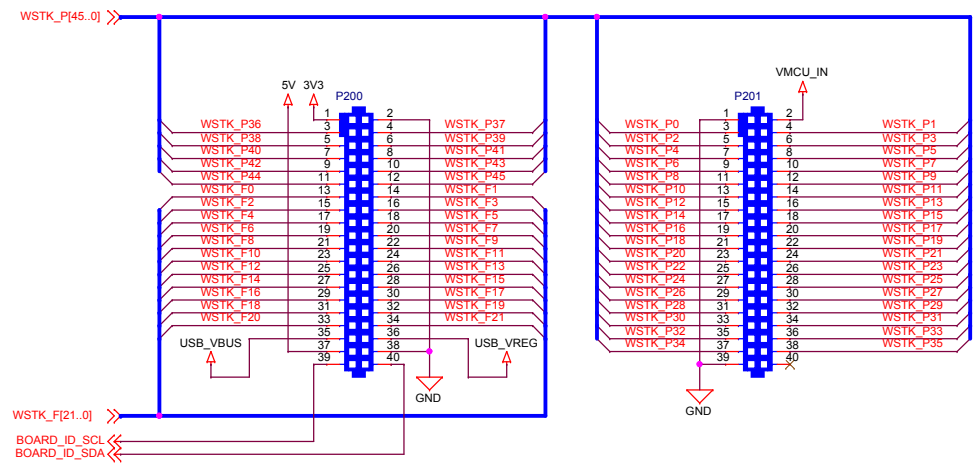 WSTK_P[45..0]
5V 3V3 P200 VMCU_IN P201
1 2 1 2
WSTK_P36 3 4 WSTK_P37 WSTK_P0 3 4 WSTK_P1
WSTK_P38 5 6 WSTK_P39 WSTK_P2 5 6 WSTK_P3
WSTK_P40 7 8 WSTK_P41 WSTK_P4 7 8 WSTK_P5
WSTK_P42 9 10 WSTK_P43 WSTK_P6 9 10 WSTK_P7
WSTK_P44 11 12 WSTK_P45 WSTK_P8 11 12 WSTK_P9
WSTK_F0 13 14 WSTK_F1 WSTK_P10 13 14 WSTK_P11
WSTK_F2 15 16 WSTK_F3 WSTK_P12 15 16 WSTK_P13
WSTK_F4 17 18 WSTK_F5 WSTK_P14 17 18 WSTK_P15
WSTK_F6 19 20 WSTK_F7 WSTK_P16 19 20 WSTK_P17
WSTK_F8 21 22 WSTK_F9 WSTK_P18 21 22 WSTK_P19
WSTK_F10 23 24 WSTK_F11 WSTK_P20 23 24 WSTK_P21
WSTK_F12 25 26 WSTK_F13 WSTK_P22 25 26 WSTK_P23
WSTK_F14 27 28 WSTK_F15 WSTK_P24 27 28 WSTK_P25
WSTK_F16 29 30 WSTK_F17 WSTK_P26 29 30 WSTK_P27
WSTK_F18 31 32 WSTK_F19 WSTK_P28 31 32 WSTK_P29
WSTK_F20 33 34 WSTK_F21 WSTK_P30 33 34 WSTK_P31
35 36 WSTK_P32 35 36 WSTK_P33
USB_VBUS 37 38 USB_VREG WSTK_P34 37 38 WSTK_P35
39 40 39 40
GND GND
WSTK_F[21..0]
BOARD_ID_SCL
BOARD_ID_SDA